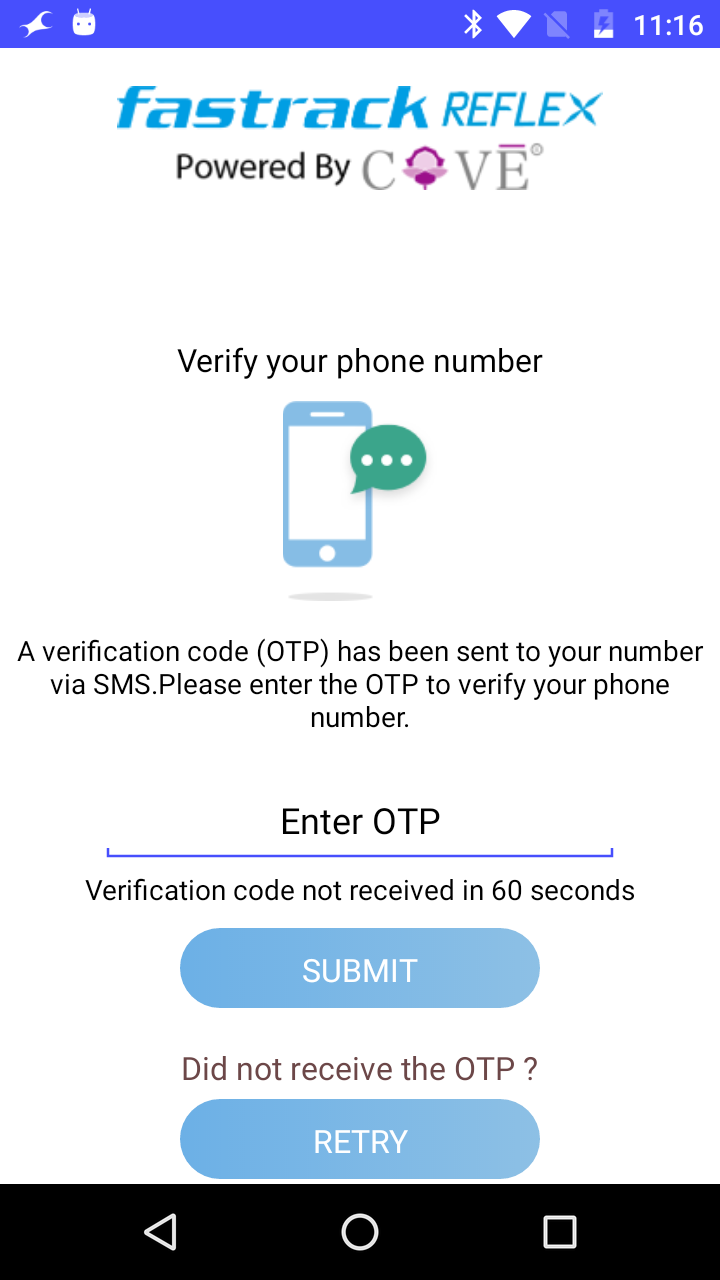 11:16
fastrack REFLEX
Powered By COVĒ®
Verify your phone number
A verification code (OTP) has been sent to your number
via SMS.Please enter the OTP to verify your phone
number.
Enter OTP
Verification code not received in 60 seconds
SUBMIT
Did not receive the OTP ?
RETRY